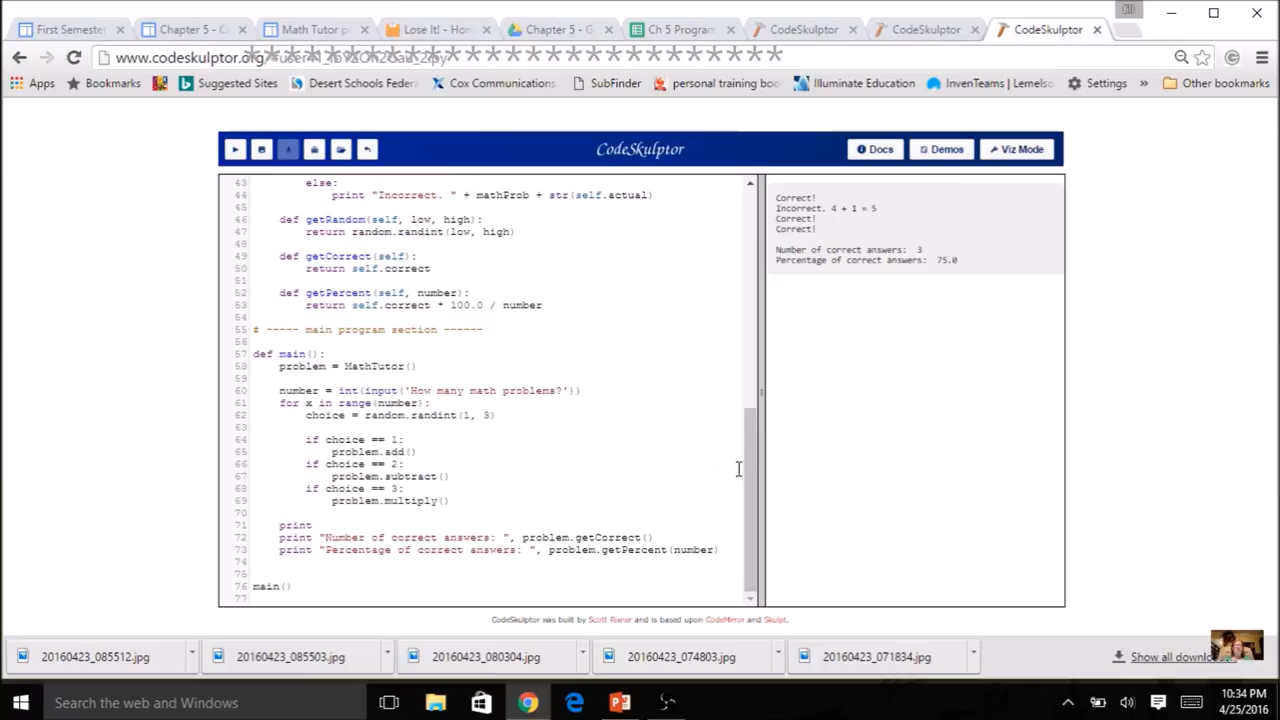 First Semester
Chapter 5 -
Math Tutor p
Lose It! - Hom
Chapter 5 - G
Ch 5 Program
CodeSkulptor
CodeSkulptor
CodeSkulptor
www.codeskulptor.org
Apps
Bookmarks
Suggested Sites
Desert Schools Federa
Cox Communications
SubFinder
personal training boo
Illuminate Education
InvenTeams | Lemelso
Settings
»
Other bookmarks
CodeSkulptor
Docs
Demos
Viz Mode
43 else:
44 print "Incorrect. " + mathProb + str(self.actual)
45
46 def getRandom(self, low, high):
47 return random.randint(low, high)
48
49 def getCorrect(self):
50 return self.correct
51
52 def getPercent(self, number):
53 return self.correct * 100.0 / number
54
55 # ----- main program section ------
56
57 def main():
58 problem = MathTutor()
59
60 number = int(input('How many math problems?'))
61 for x in range(number):
62 choice = random.randint(1, 3)
63
64 if choice == 1:
65 problem.add()
66 if choice == 2:
67 problem.subtract()
68 if choice == 3:
69 problem.multiply()
70
71 print
72 print "Number of correct answers: ", problem.getCorrect()
73 print "Percentage of correct answers: ", problem.getPercent(number)
74
75
76 main()
77
Correct!
Incorrect. 4 + 1 = 5
Correct!
Correct!
Number of correct answers: 3
Percentage of correct answers: 75.0
CodeSkulptor was built by Scott Rixner and is based upon CodeMirror and Skulpt.
20160423_085512.jpg
20160423_085503.jpg
20160423_080304.jpg
20160423_074803.jpg
20160423_071834.jpg
Show all
Search the web and Windows
10:34 PM
4/25/2016